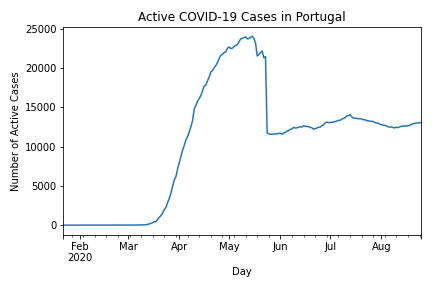 Active COVID-19 Cases in Portugal
Number of Active Cases
25000
20000
15000
10000
5000
0
Feb Mar Apr May Jun Jul Aug
2020
Day